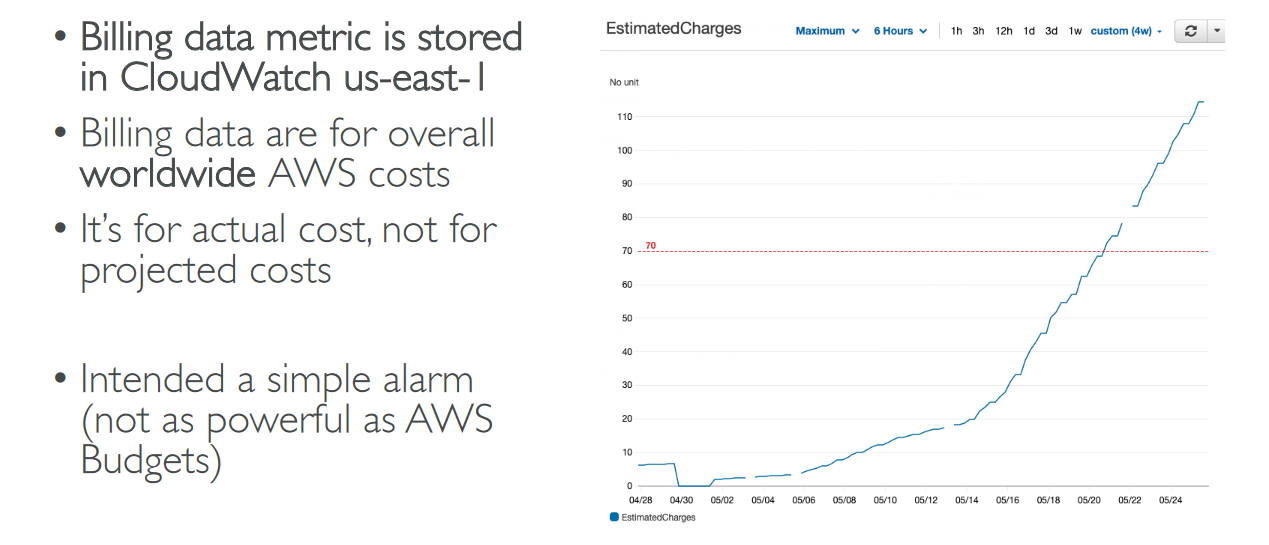 • Billing data metric is stored
in CloudWatch us-east-1
• Billing data are for overall
worldwide AWS costs
• It's for actual cost, not for
projected costs
• Intended a simple alarm
(not as powerful as AWS
Budgets)
EstimatedCharges
Maximum 6 Hours 1h 3h 12h 1d 3d 1w custom (4w)
No unit
110
100
90
80
70
70
60
50
40
30
20
10
0
04/28 04/30 05/02 05/04 05/06 05/08 05/10 05/12 05/14 05/16 05/18 05/20 05/22 05/24
EstimatedCharges